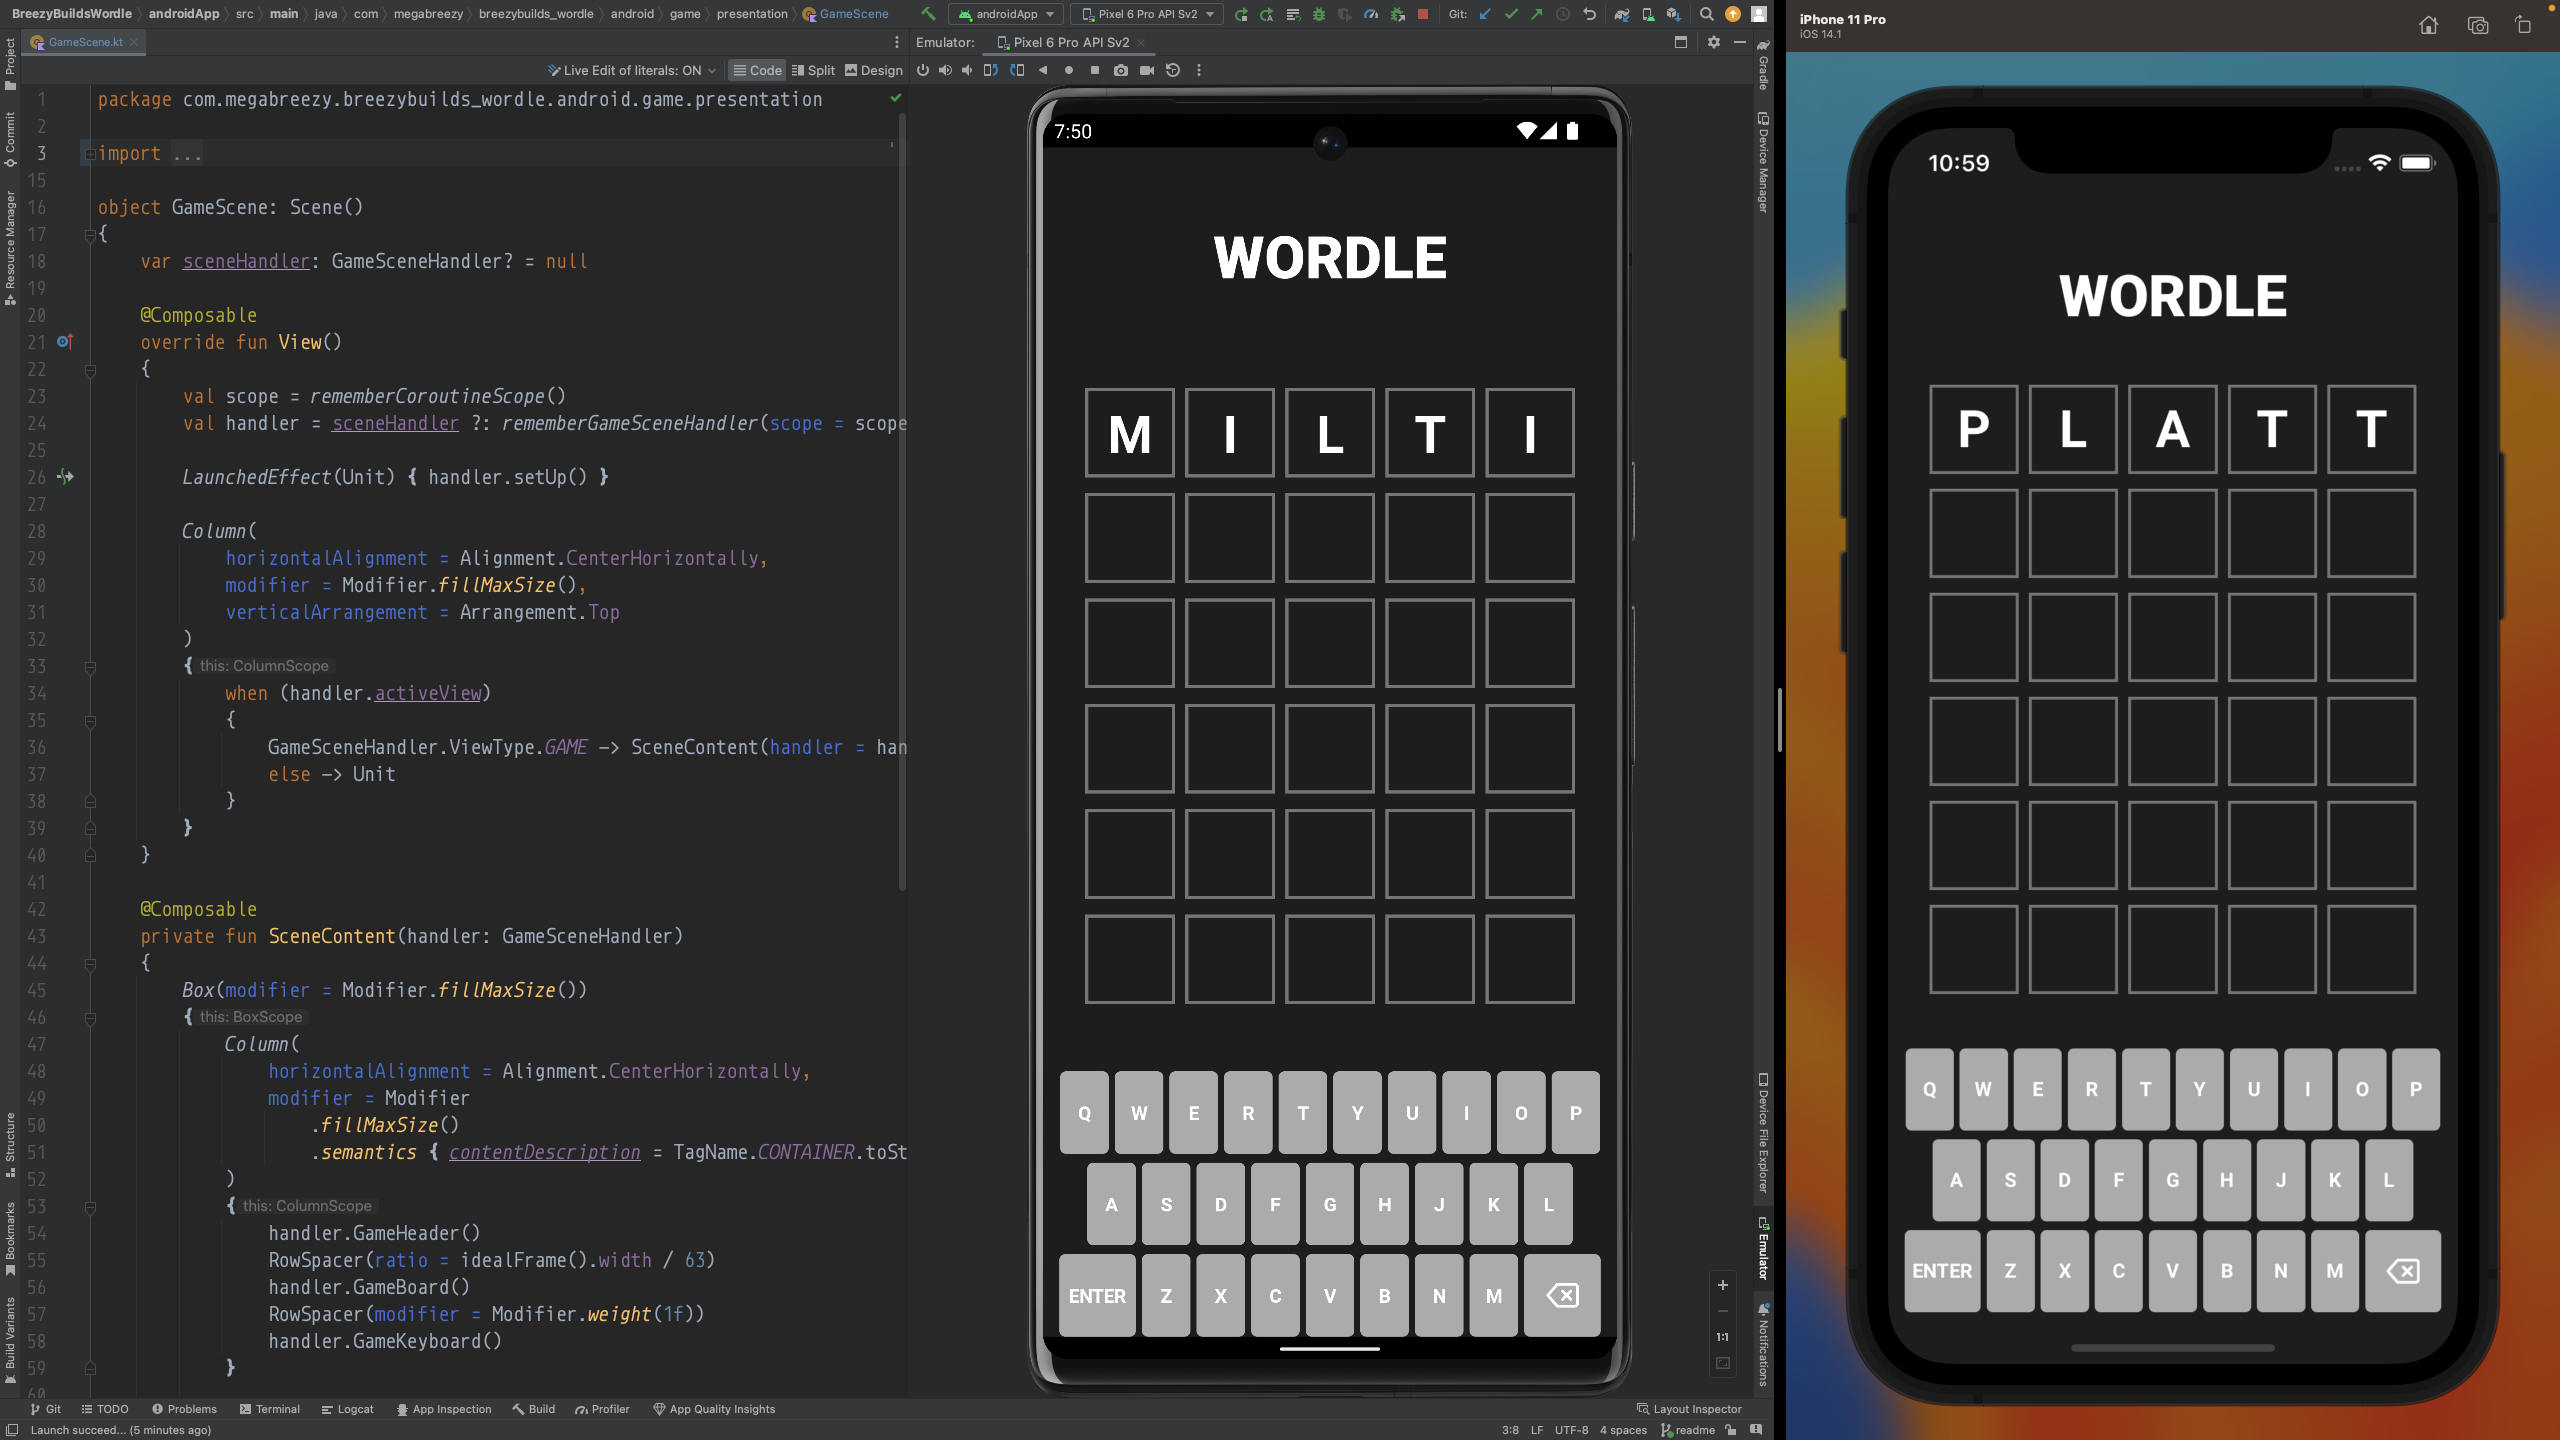 BreezyBuildsWordle androidApp src main java com megabreezy breezybuilds_wordle android game presentation GameScene
androidApp Pixel 6 Pro API Sv2 Git:
GameScene.kt
Live Edit of literals: ON Code Split Design
Project
Commit
Resource Manager
Structure
Bookmarks
Build Variants
1 package com.megabreezy.breezybuilds_wordle.android.game.presentation
2
3 import ...
15
16 object GameScene: Scene()
17 {
18 var sceneHandler: GameSceneHandler? = null
19
20 @Composable
21 override fun View()
22 {
23 val scope = rememberCoroutineScope()
24 val handler = sceneHandler ?: rememberGameSceneHandler(scope = scope
25
26 LaunchedEffect(Unit) { handler.setUp() }
27
28 Column(
29 horizontalAlignment = Alignment.CenterHorizontally,
30 modifier = Modifier.fillMaxSize(),
31 verticalArrangement = Arrangement.Top
32 )
33 { this: ColumnScope
34 when (handler.activeView)
35 {
36 GameSceneHandler.ViewType.GAME -> SceneContent(handler = han
37 else -> Unit
38 }
39 }
40 }
41
42 @Composable
43 private fun SceneContent(handler: GameSceneHandler)
44 {
45 Box(modifier = Modifier.fillMaxSize())
46 { this: BoxScope
47 Column(
48 horizontalAlignment = Alignment.CenterHorizontally,
49 modifier = Modifier
50 .fillMaxSize()
51 .semantics { contentDescription = TagName.CONTAINER.toSt
52 )
53 { this: ColumnScope
54 handler.GameHeader()
55 RowSpacer(ratio = idealFrame().width / 63)
56 handler.GameBoard()
57 RowSpacer(modifier = Modifier.weight(1f))
58 handler.GameKeyboard()
59 }
60
Emulator: Pixel 6 Pro API Sv2
7:50
WORDLE
M I L T I
Q W E R T Y U I O P
A S D F G H J K L
ENTER Z X C V B N M
1:1
Gradle
Device Manager
Device File Explorer
Emulator
Notifications
Git TODO Problems Terminal Logcat App Inspection Build Profiler App Quality Insights Layout Inspector
Launch succeed... (5 minutes ago) 3:8 LF UTF-8 4 spaces readme
iPhone 11 Pro
iOS 14.1
10:59
WORDLE
P L A T T
Q W E R T Y U I O P
A S D F G H J K L
ENTER Z X C V B N M